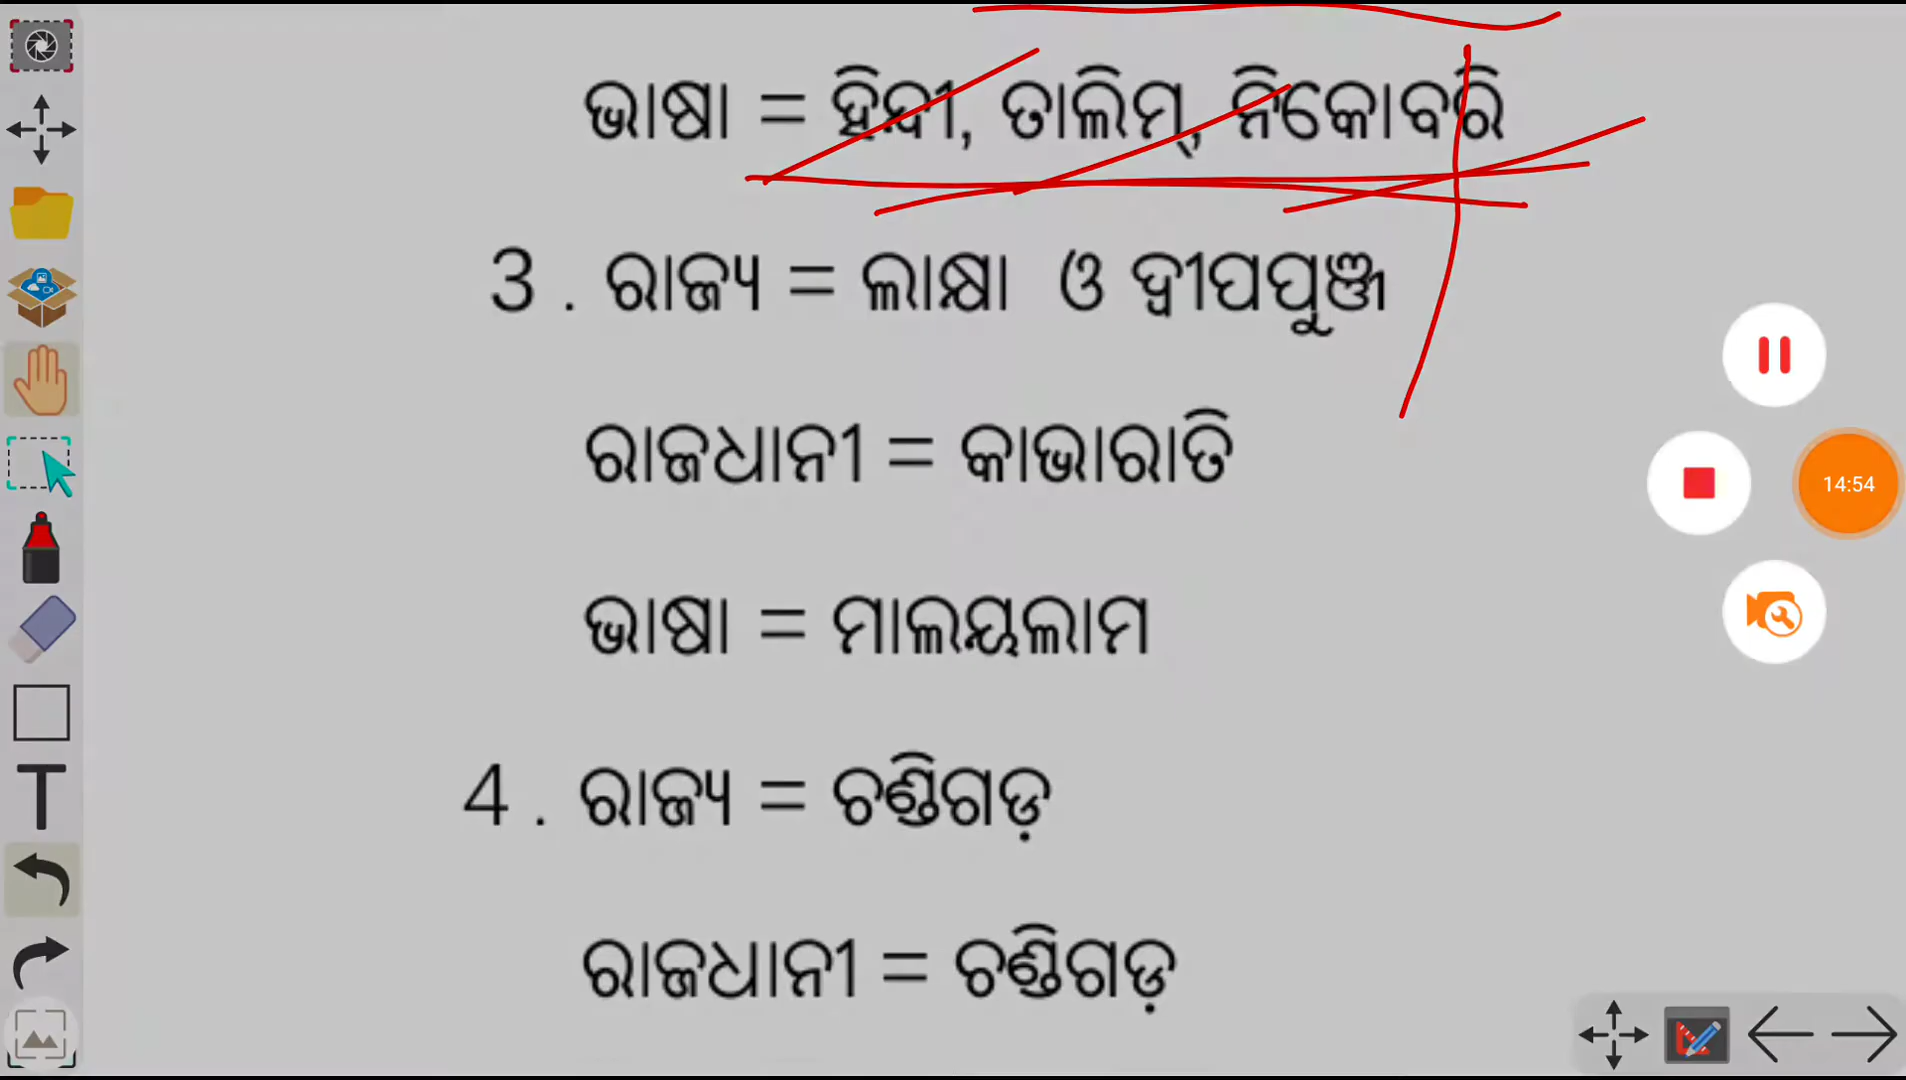 ଭାଷା = ହିନ୍ଦୀ, ତାଲିମ୍, ନିକୋବରି
3 . ରାଜ୍ୟ = ଲାକ୍ଷା ଓ ଦ୍ୱୀପପୁଞ୍ଜ
ରାଜଧାନୀ = କାଭାରାତି
14:54
ଭାଷା = ମାଲୟଲାମ
4 . ରାଜ୍ୟ = ଚଣ୍ଡିଗଡ଼
ରାଜଧାନୀ = ଚଣ୍ଡିଗଡ଼